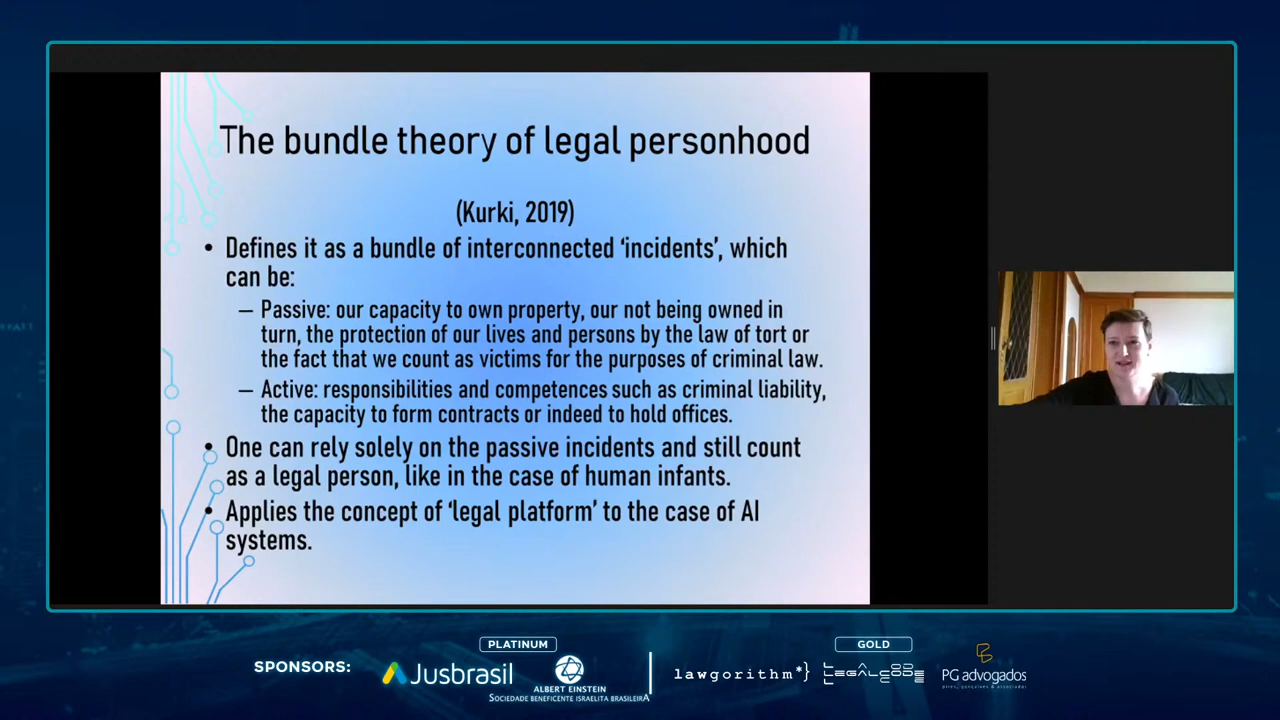 The bundle theory of legal personhood
(Kurki, 2019)
• Defines it as a bundle of interconnected ‘incidents’, which
can be:
– Passive: our capacity to own property, our not being owned in
turn, the protection of our lives and persons by the law of tort or
the fact that we count as victims for the purposes of criminal law.
– Active: responsibilities and competences such as criminal liability,
the capacity to form contracts or indeed to hold offices.
• One can rely solely on the passive incidents and still count
as a legal person, like in the case of human infants.
• Applies the concept of ‘legal platform’ to the case of AI
systems.
SPONSORS:
PLATINUM
Jusbrasil
ALBERT EINSTEIN
SOCIEDADE BENEFICENTE ISRAELITA BRASILEIRA
GOLD
lawgorithm*}
LEGALCODE
PG advogados